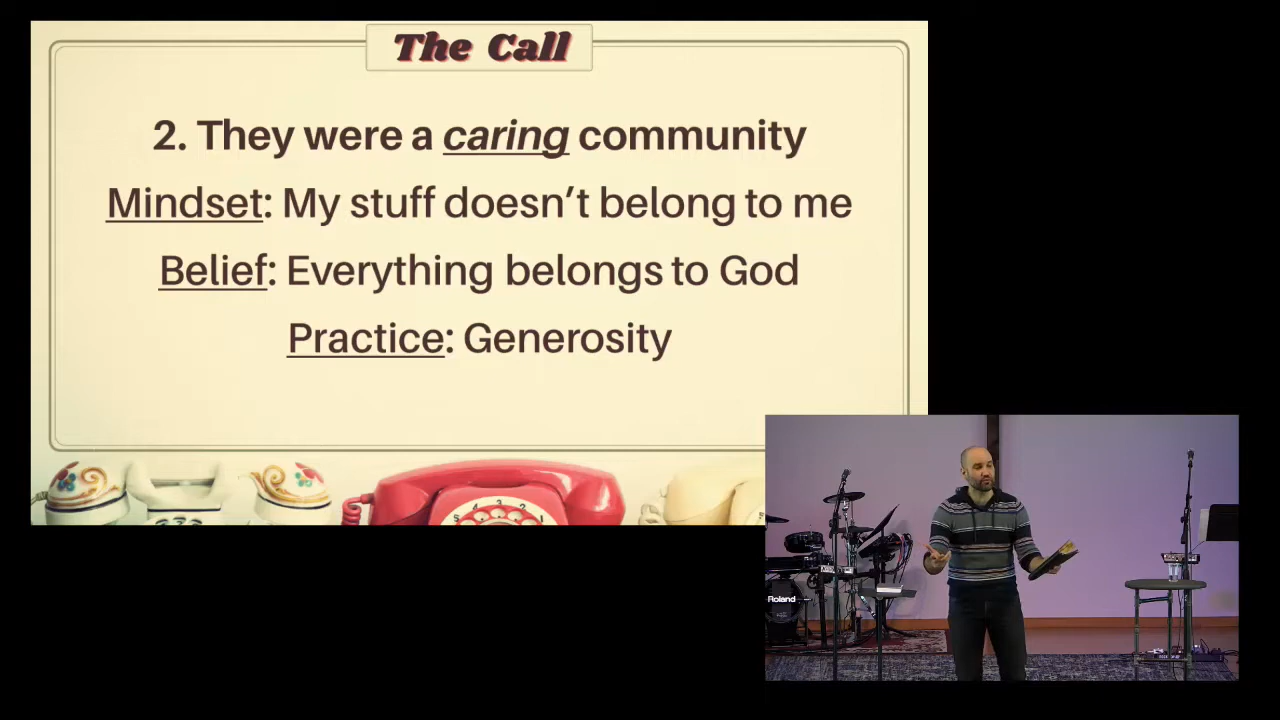 The Call
2. They were a caring community
Mindset: My stuff doesn’t belong to me
Belief: Everything belongs to God
Practice: Generosity
Roland